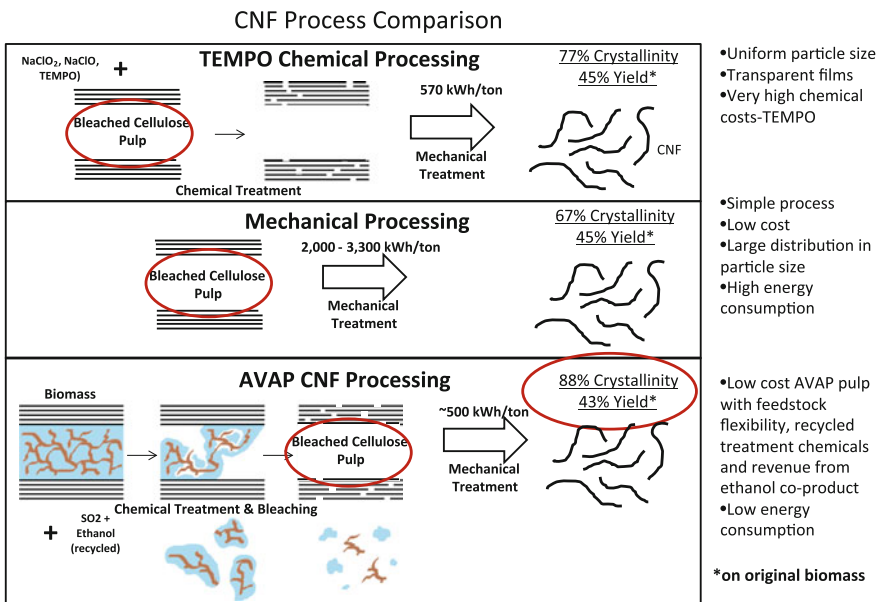 CNF Process Comparison
TEMPO Chemical Processing
NaClO2, NaClO,
TEMPO)
+
Bleached Cellulose
Pulp
Chemical Treatment
570 kWh/ton
Mechanical
Treatment
77% Crystallinity
45% Yield*
CNF
•Uniform particle size
•Transparent films
•Very high chemical
costs-TEMPO
Mechanical Processing
Bleached Cellulose
Pulp
2,000 - 3,300 kWh/ton
Mechanical
Treatment
67% Crystallinity
45% Yield*
•Simple process
•Low cost
•Large distribution in
particle size
•High energy
consumption
AVAP CNF Processing
Biomass
+
SO2 +
Ethanol
(recycled)
Chemical Treatment & Bleaching
Bleached Cellulose
Pulp
~500 kWh/ton
Mechanical
Treatment
88% Crystallinity
43% Yield*
•Low cost AVAP pulp
with feedstock
flexibility, recycled
treatment chemicals
and revenue from
ethanol co-product
•Low energy
consumption
*on original biomass